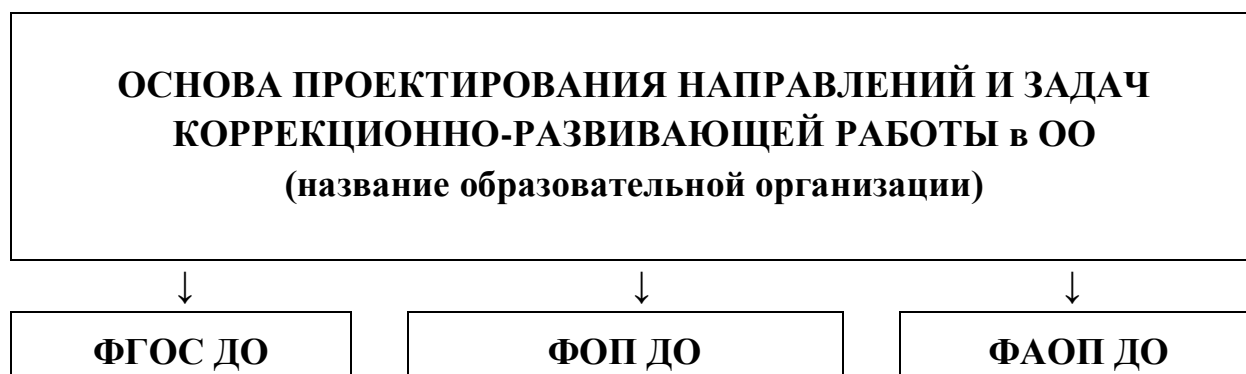 ОСНОВА ПРОЕКТИРОВАНИЯ НАПРАВЛЕНИЙ И ЗАДАЧ
КОРРЕКЦИОННО-РАЗВИВАЮЩЕЙ РАБОТЫ в ОО
(название образовательной организации)
↓ ↓ ↓
ФГОС ДО ФОП ДО ФАОП ДО